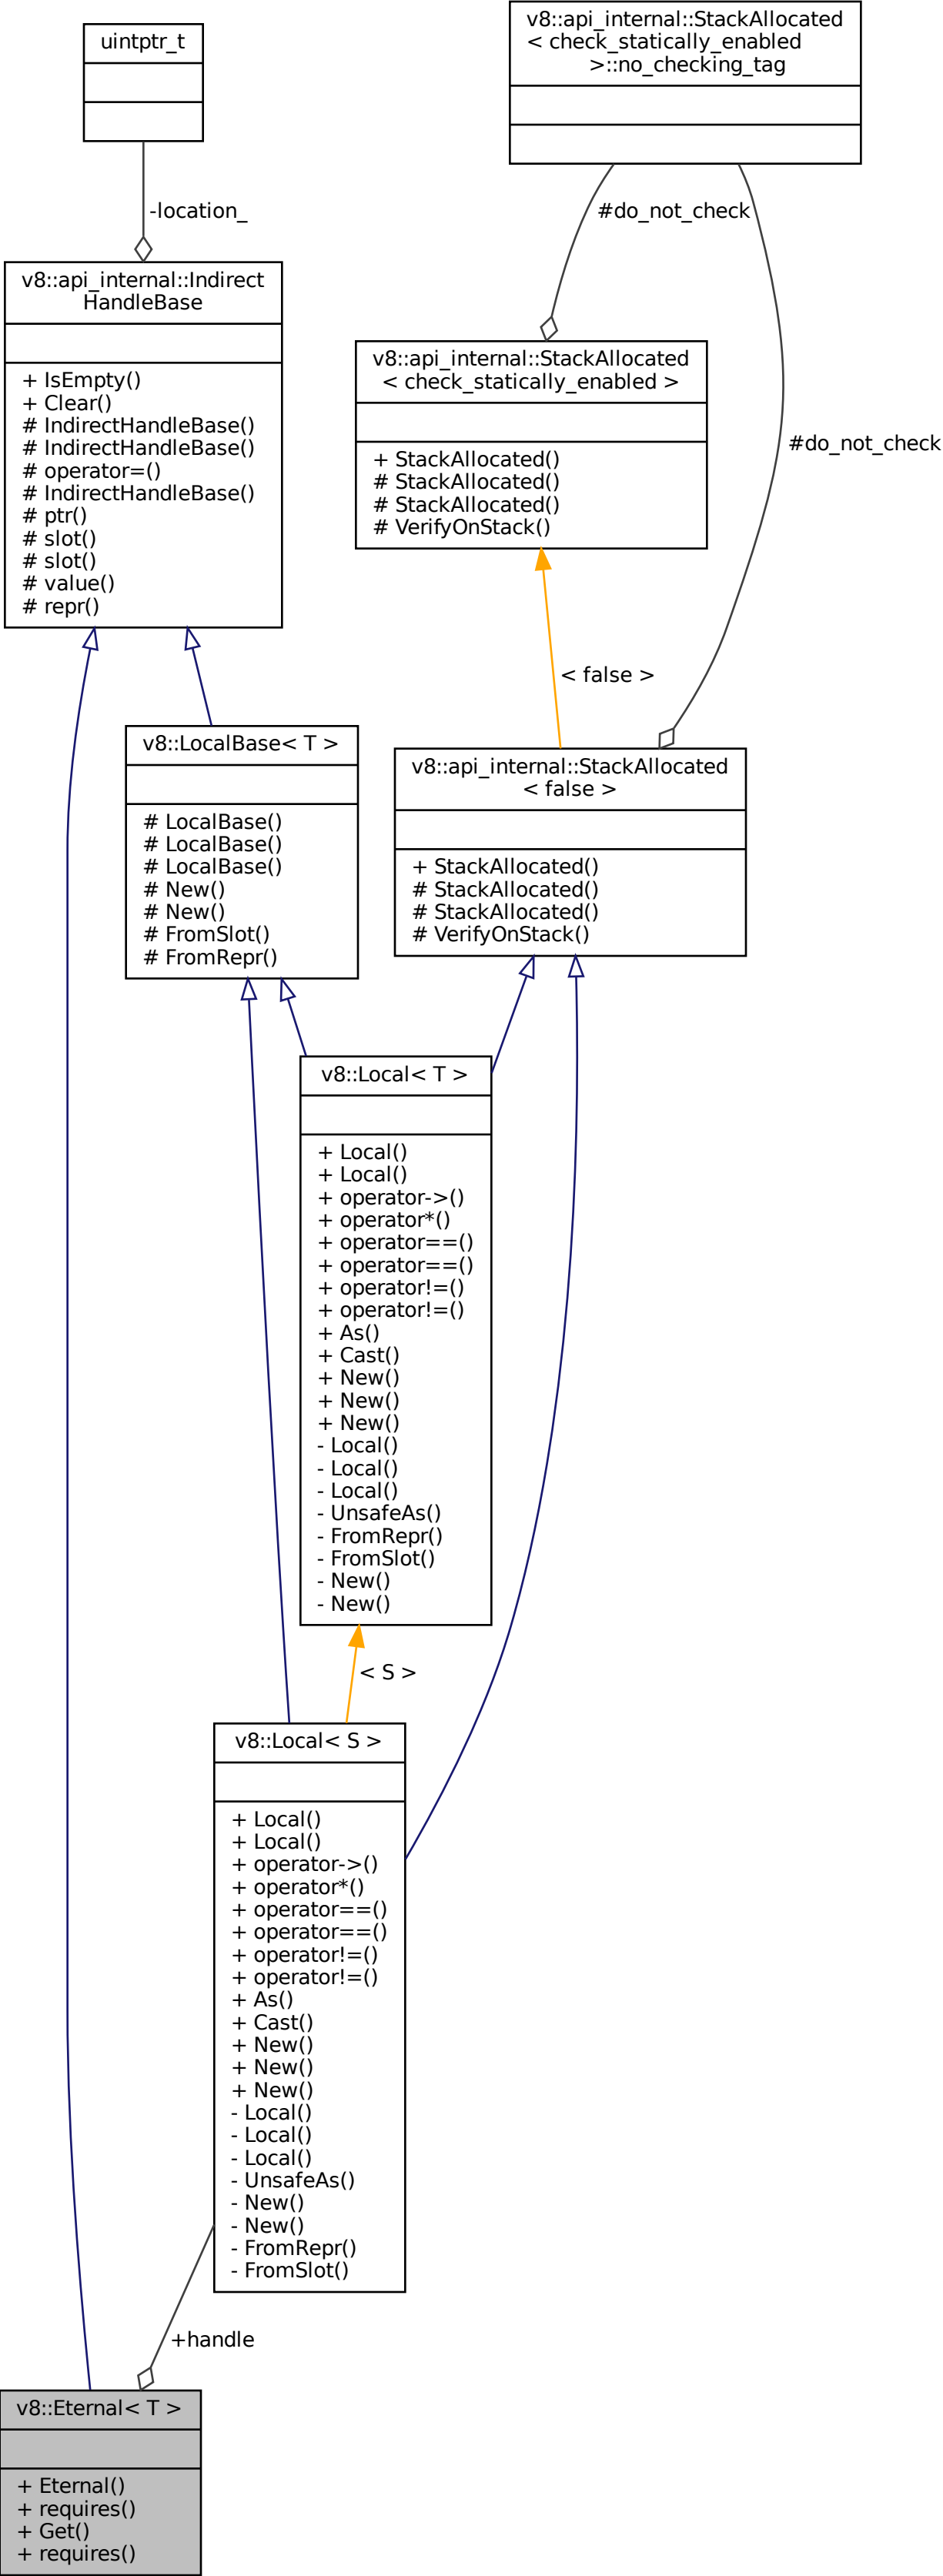 v8::api_internal::StackAllocated
< check_statically_enabled
>::no_checking_tag
uintptr_t
-location_
#do_not_check
v8::api_internal::Indirect
HandleBase
+ IsEmpty()
+ Clear()
# IndirectHandleBase()
# IndirectHandleBase()
# operator=()
# IndirectHandleBase()
# ptr()
# slot()
# slot()
# value()
# repr()
v8::api_internal::StackAllocated
< check_statically_enabled >
+ StackAllocated()
# StackAllocated()
# StackAllocated()
# VerifyOnStack()
#do_not_check
< false >
v8::LocalBase< T >
# LocalBase()
# LocalBase()
# LocalBase()
# New()
# New()
# FromSlot()
# FromRepr()
v8::api_internal::StackAllocated
< false >
+ StackAllocated()
# StackAllocated()
# StackAllocated()
# VerifyOnStack()
v8::Local< T >
+ Local()
+ Local()
+ operator->()
+ operator*()
+ operator==()
+ operator==()
+ operator!=()
+ operator!=()
+ As()
+ Cast()
+ New()
+ New()
+ New()
- Local()
- Local()
- Local()
- UnsafeAs()
- FromRepr()
- FromSlot()
- New()
- New()
< S >
v8::Local< S >
+ Local()
+ Local()
+ operator->()
+ operator*()
+ operator==()
+ operator==()
+ operator!=()
+ operator!=()
+ As()
+ Cast()
+ New()
+ New()
+ New()
- Local()
- Local()
- Local()
- UnsafeAs()
- New()
- New()
- FromRepr()
- FromSlot()
+handle
v8::Eternal< T >
+ Eternal()
+ requires()
+ Get()
+ requires()